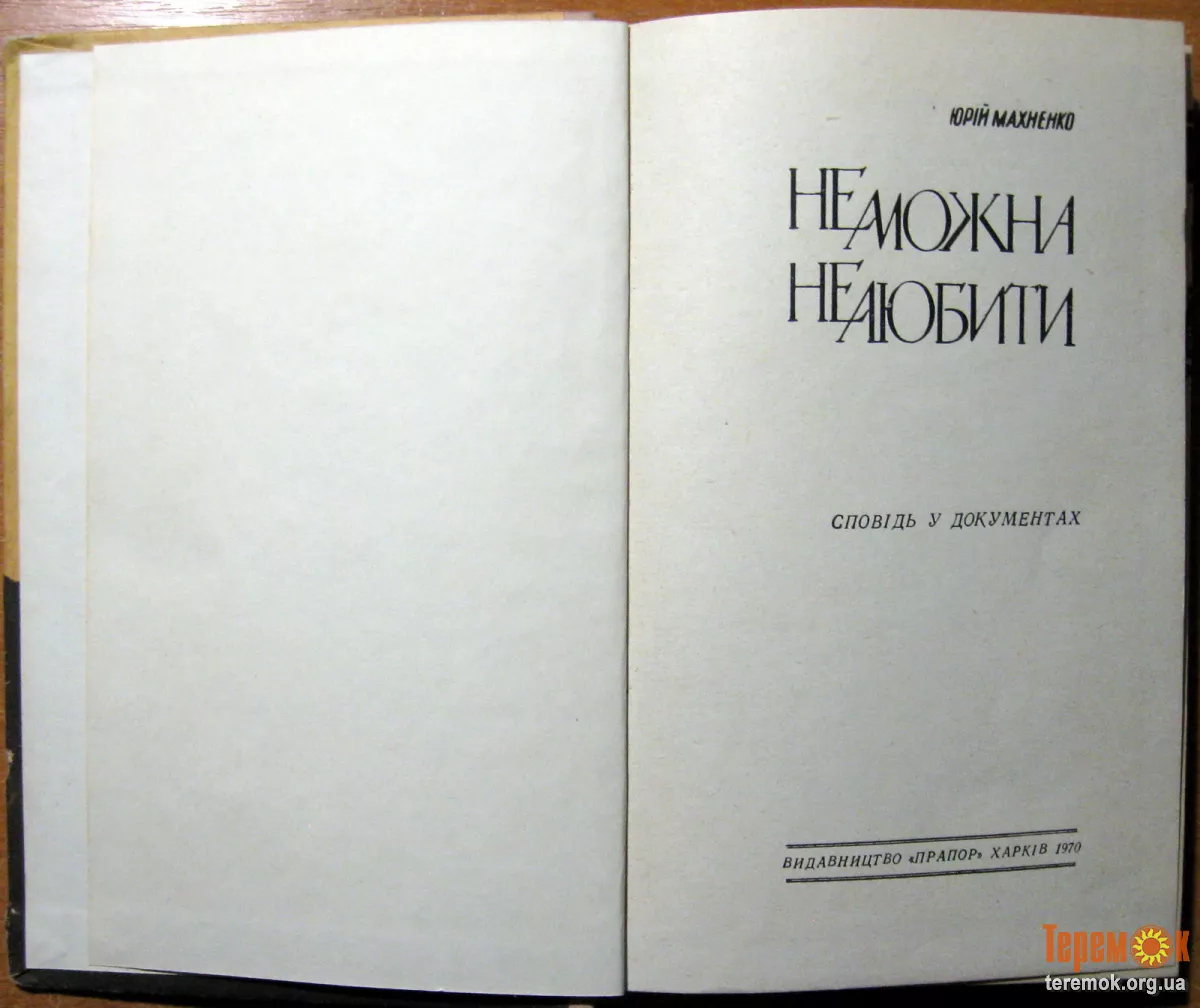 ЮРІЙ МАХНЕНКО
НЕ МОЖНА
НЕ ЛЮБИТИ
СПОВІДЬ У ДОКУМЕНТАХ
ВИДАВНИЦТВО «ПРАПОР» ХАРКІВ 1970
Теремок
teremok.org.ua